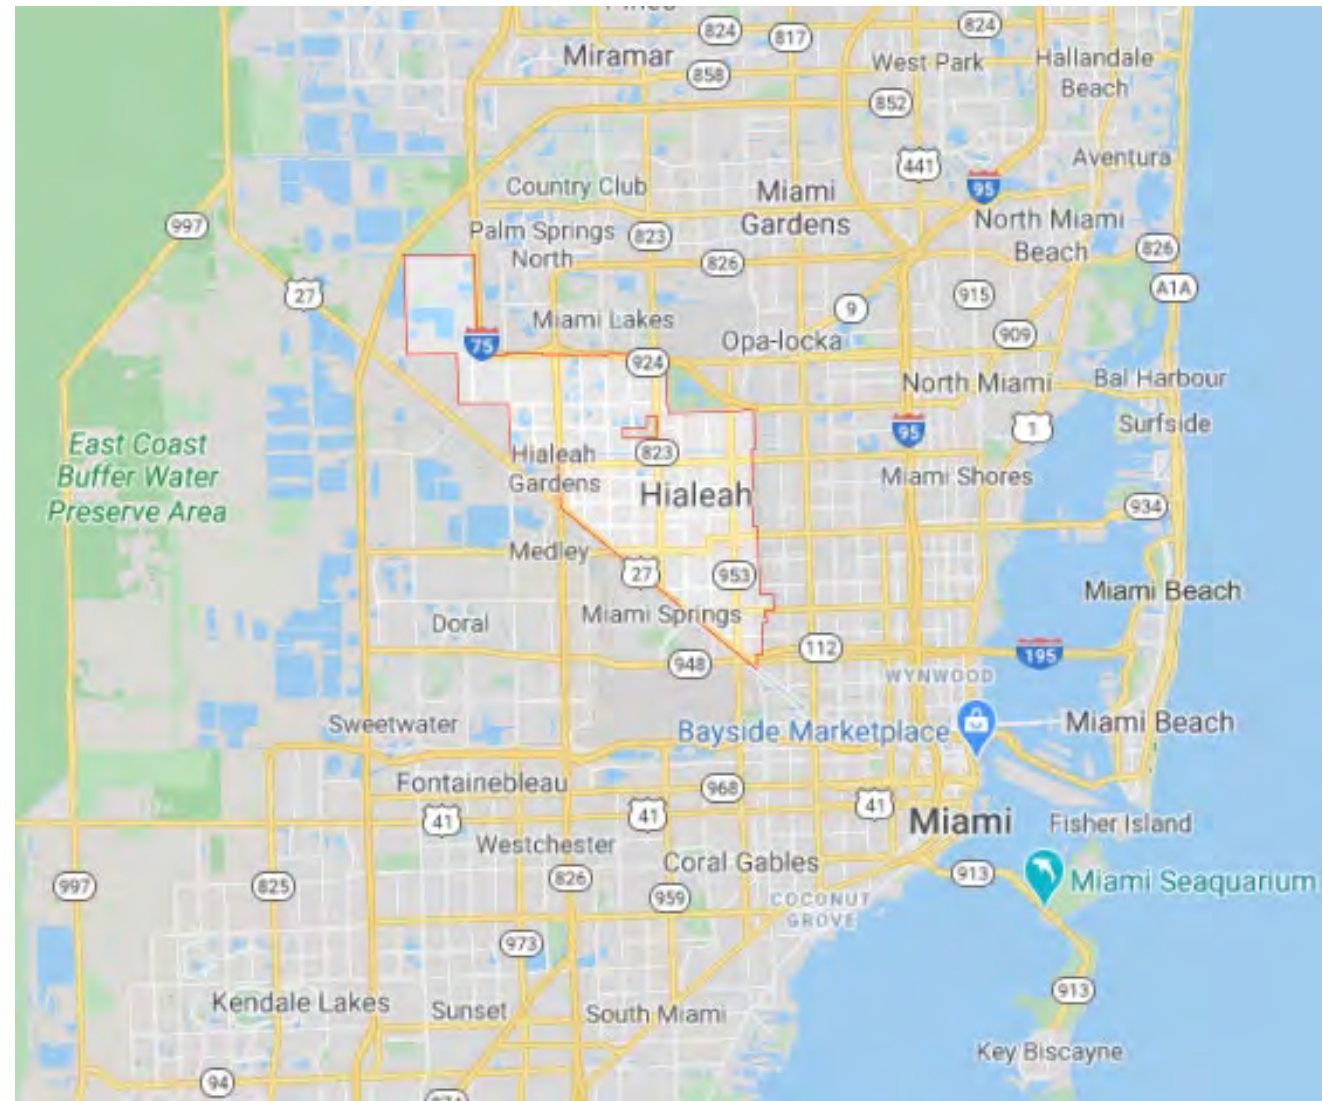 824
817
824
Miramar
858
West Park
Hallandale
Beach
852
441
Aventura
95
Country Club
Miami
Gardens
997
Palm Springs
North
823
North Miami
Beach
826
826
27
915
A1A
9
Miami Lakes
909
75
Opa-locka
924
North Miami
Bal Harbour
95
1
Surfside
East Coast
Buffer Water
Preserve Area
Hialeah
Gardens
823
Miami Shores
Hialeah
934
Medley
27
953
Miami Beach
Doral
Miami Springs
948
112
195
WYNWOOD
Sweetwater
Bayside Marketplace
Miami Beach
Fontainebleau
968
41
41
41
Miami
Fisher Island
Westchester
Coral Gables
997
825
826
959
913
Miami Seaquarium
COCONUT
GROVE
973
913
Kendale Lakes
Sunset
South Miami
Key Biscayne
94